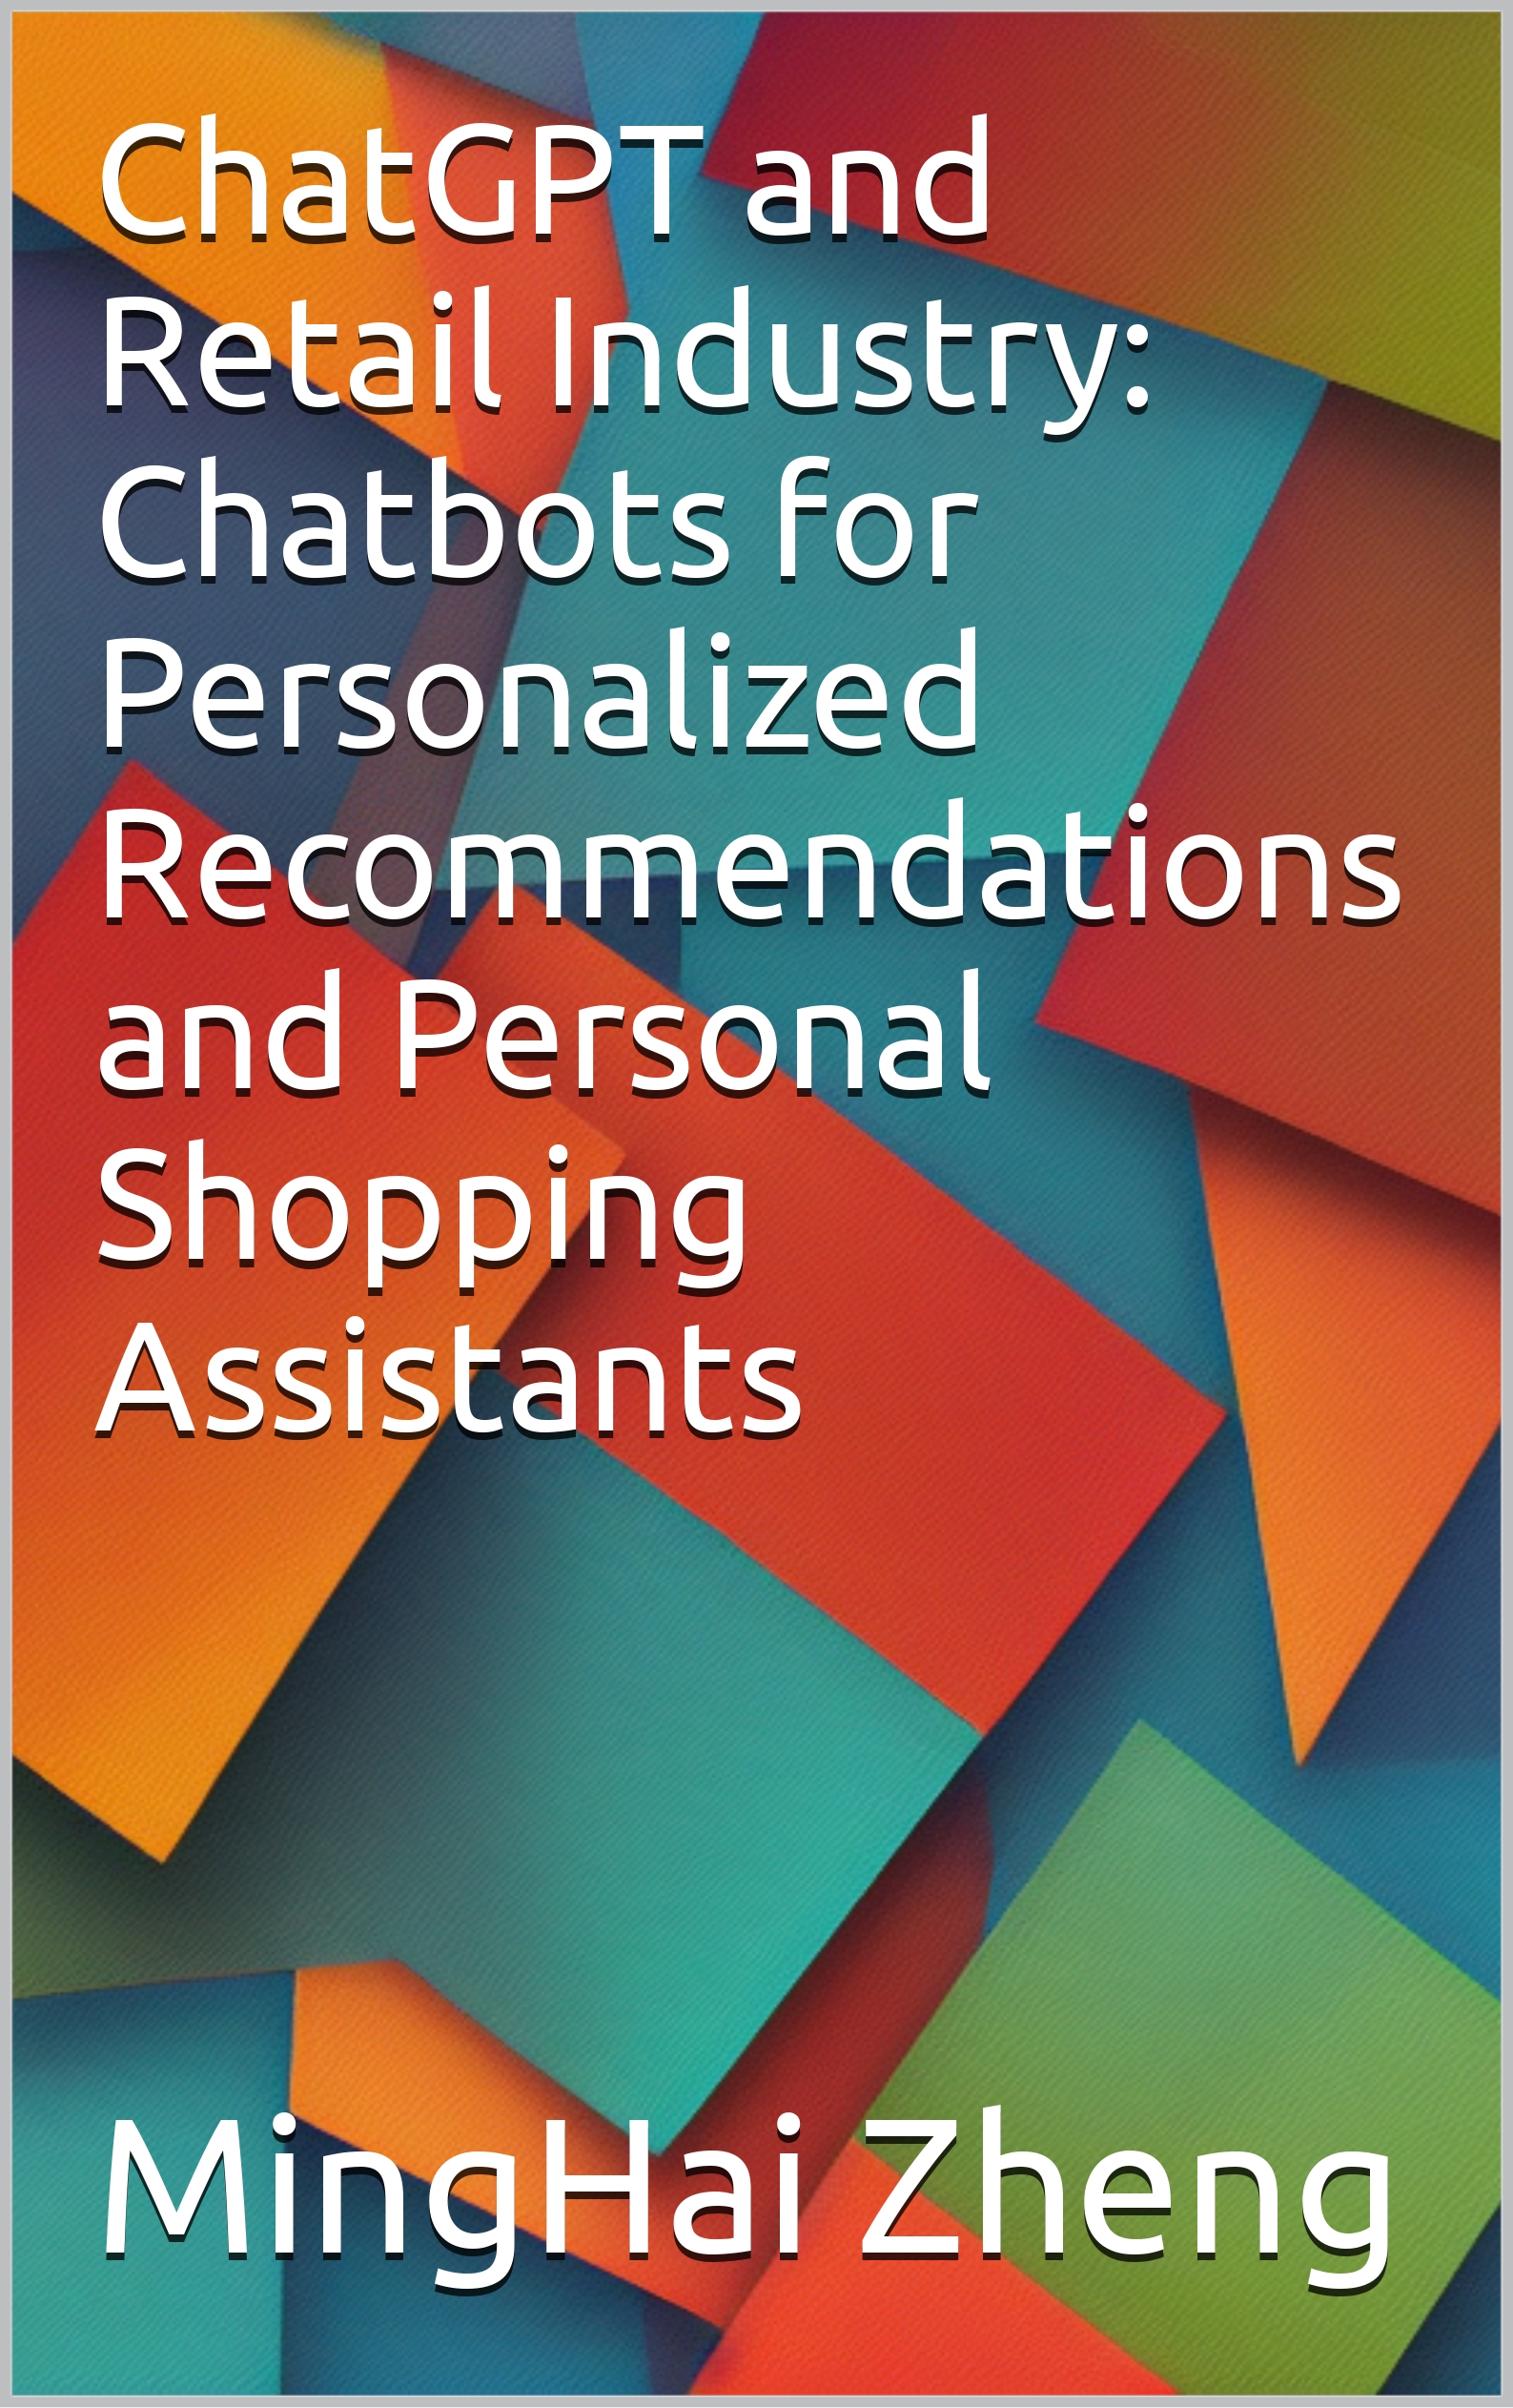 ChatGPT and
Retail Industry:
Chatbots for
Personalized
Recommendations
and Personal
Shopping
Assistants
MingHai Zheng